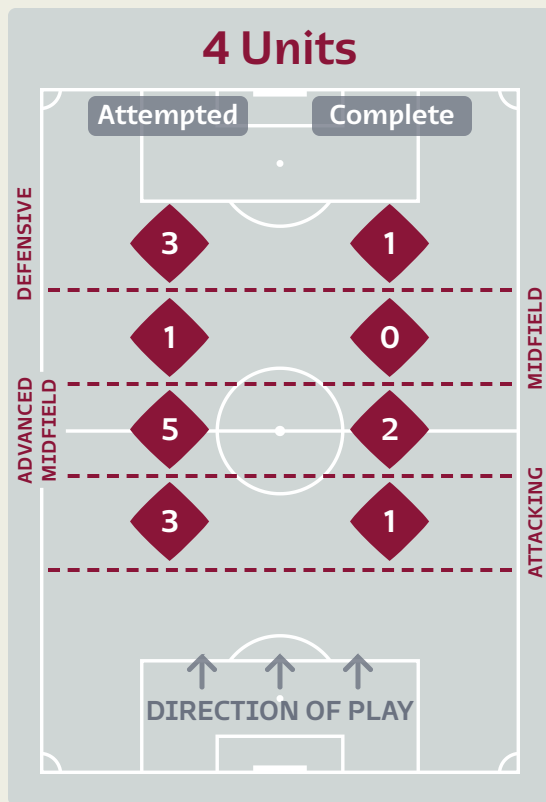 4 Units
Attempted Complete
DEFENSIVE
3 1
MIDFIELD
1 0
ADVANCED
MIDFIELD
5 2
ATTACKING
3 1
DIRECTION OF PLAY